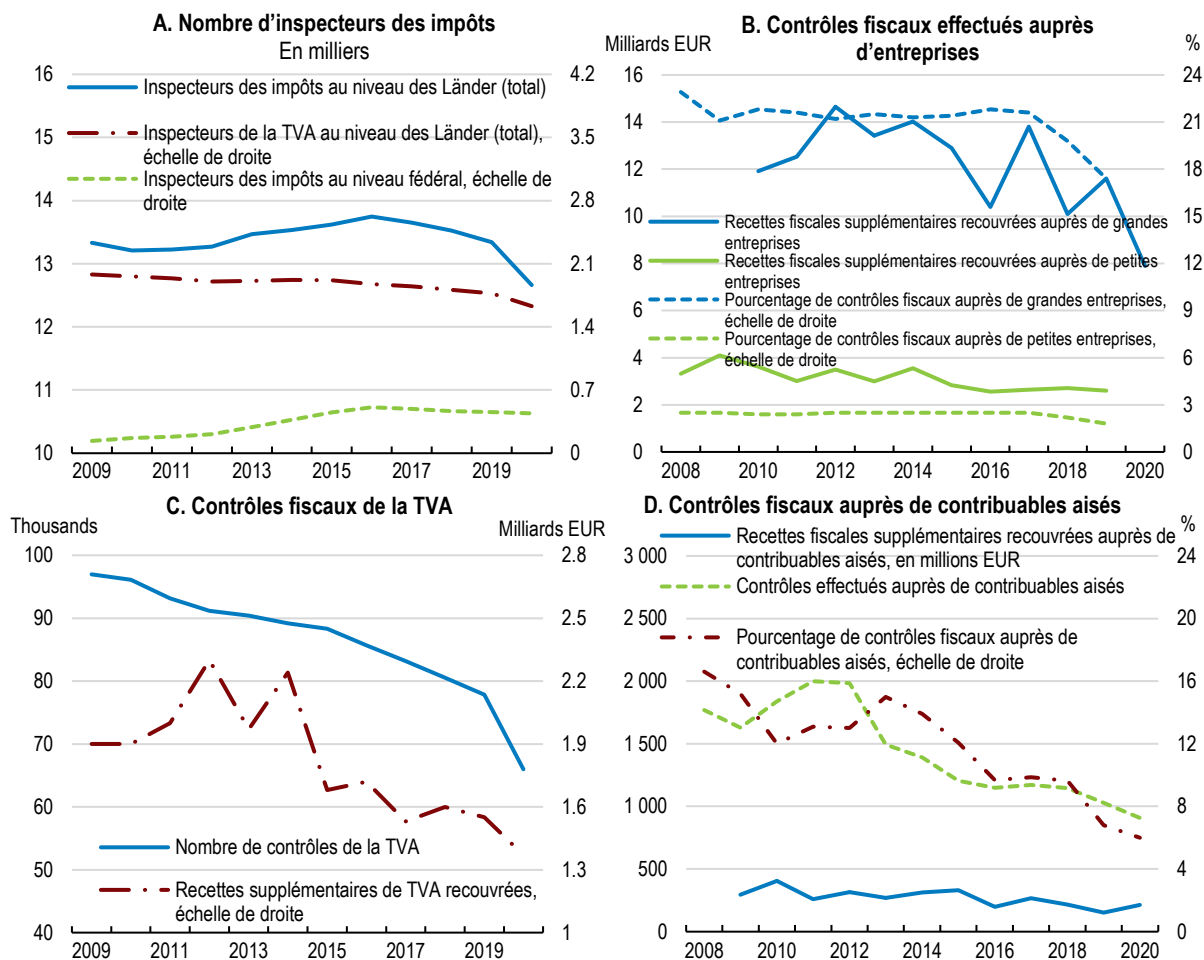 A. Nombre d'inspecteurs des impôts
En milliers
16
15
14
13
12
11
10
4.2
3.5
2.8
2.1
1.4
0.7
0
Inspecteurs des impôts au niveau des Länder (total)
Inspecteurs de la TVA au niveau des Länder (total),
échelle de droite
Inspecteurs des impôts au niveau fédéral, échelle de
droite
2009 2011 2013 2015 2017 2019
B. Contrôles fiscaux effectués auprès
d'entreprises
Milliards EUR
%
16
14
12
10
8
6
4
2
0
24
21
18
15
12
9
6
3
0
Recettes fiscales supplémentaires recouvrées auprès de grandes
entreprises
Recettes fiscales supplémentaires recouvrées auprès de petites
entreprises
Pourcentage de contrôles fiscaux auprès de grandes entreprises,
échelle de droite
Pourcentage de contrôles fiscaux auprès de petites entreprises,
échelle de droite
2008 2010 2012 2014 2016 2018 2020
C. Contrôles fiscaux de la TVA
Thousands
Milliards EUR
100
90
80
70
60
50
40
2.8
2.5
2.2
1.9
1.6
1.3
1
Nombre de contrôles de la TVA
Recettes supplémentaires de TVA recouvrées,
échelle de droite
2009 2011 2013 2015 2017 2019
D. Contrôles fiscaux auprès de contribuables aisés
%
3 000
2 500
2 000
1 500
1 000
500
0
24
20
16
12
8
4
0
Recettes fiscales supplémentaires recouvrées auprès de
contribuables aisés, en millions EUR
Contrôles effectués auprès de contribuables aisés
Pourcentage de contrôles fiscaux auprès de
contribuables aisés, échelle de droite
2008 2010 2012 2014 2016 2018 2020